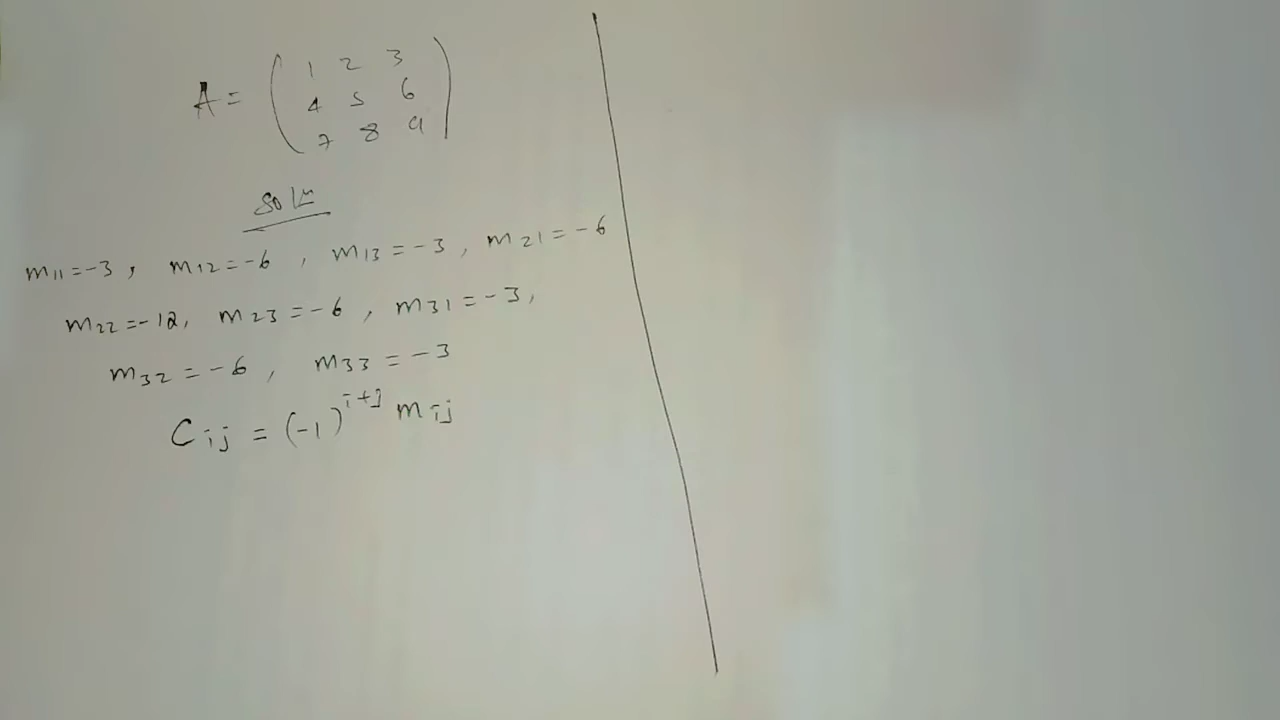 A = ( 1 2 3
4 5 6
7 8 9 )
Soln
m11 = -3, m12 = -6, m13 = -3, m21 = -6
m22 = -12, m23 = -6, m31 = -3,
m32 = -6, m33 = -3
Cij = (-1)^i+j mij